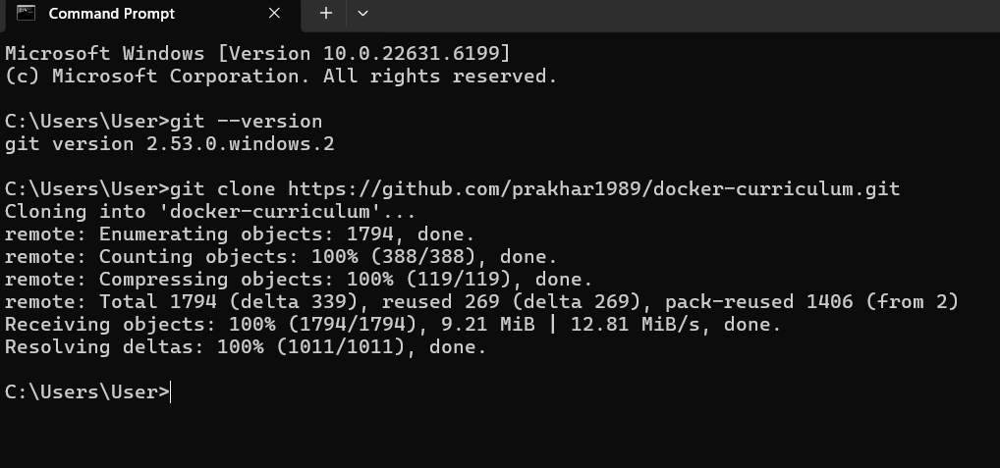 Command Prompt
Microsoft Windows [Version 10.0.22631.6199]
(c) Microsoft Corporation. All rights reserved.
C:\Users\User>git --version
git version 2.53.0.windows.2
C:\Users\User>git clone https://github.com/prakhar1989/docker-curriculum.git
Cloning into 'docker-curriculum'...
remote: Enumerating objects: 1794, done.
remote: Counting objects: 100% (388/388), done.
remote: Compressing objects: 100% (119/119), done.
remote: Total 1794 (delta 339), reused 269 (delta 269), pack-reused 1406 (from 2)
Receiving objects: 100% (1794/1794), 9.21 MiB | 12.81 MiB/s, done.
Resolving deltas: 100% (1011/1011), done.
C:\Users\User>